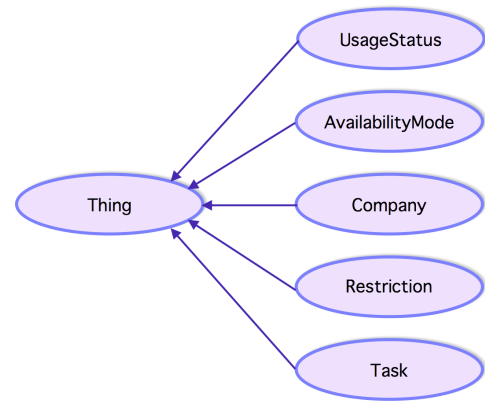 UsageStatus
AvailabilityMode
Thing
Company
Restriction
Task